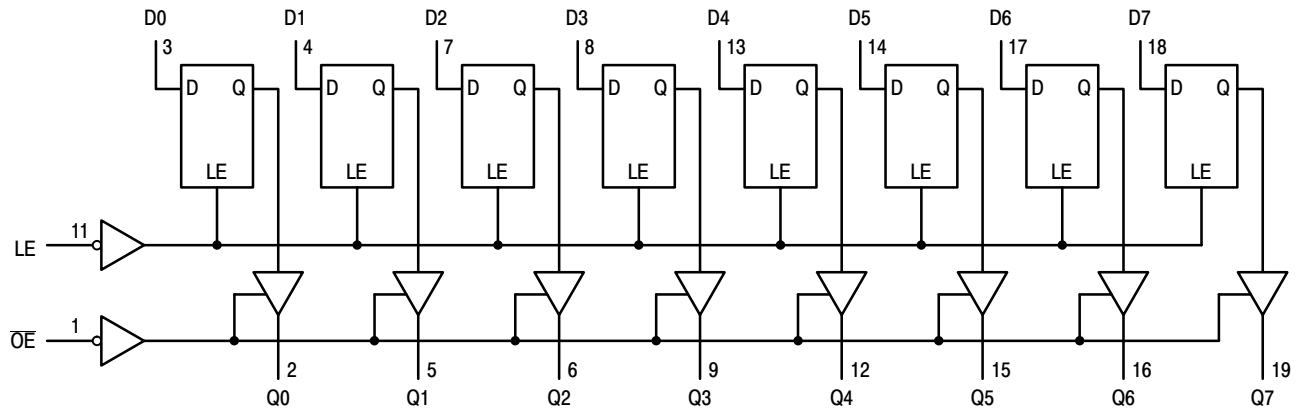 D0 D1 D2 D3 D4 D5 D6 D7
3 4 7 8 13 14 17 18
D Q D Q D Q D Q D Q D Q D Q D Q
LE LE LE LE LE LE LE LE
LE 11
O̅E̅ 1
2 5 6 9 12 15 16 19
Q0 Q1 Q2 Q3 Q4 Q5 Q6 Q7